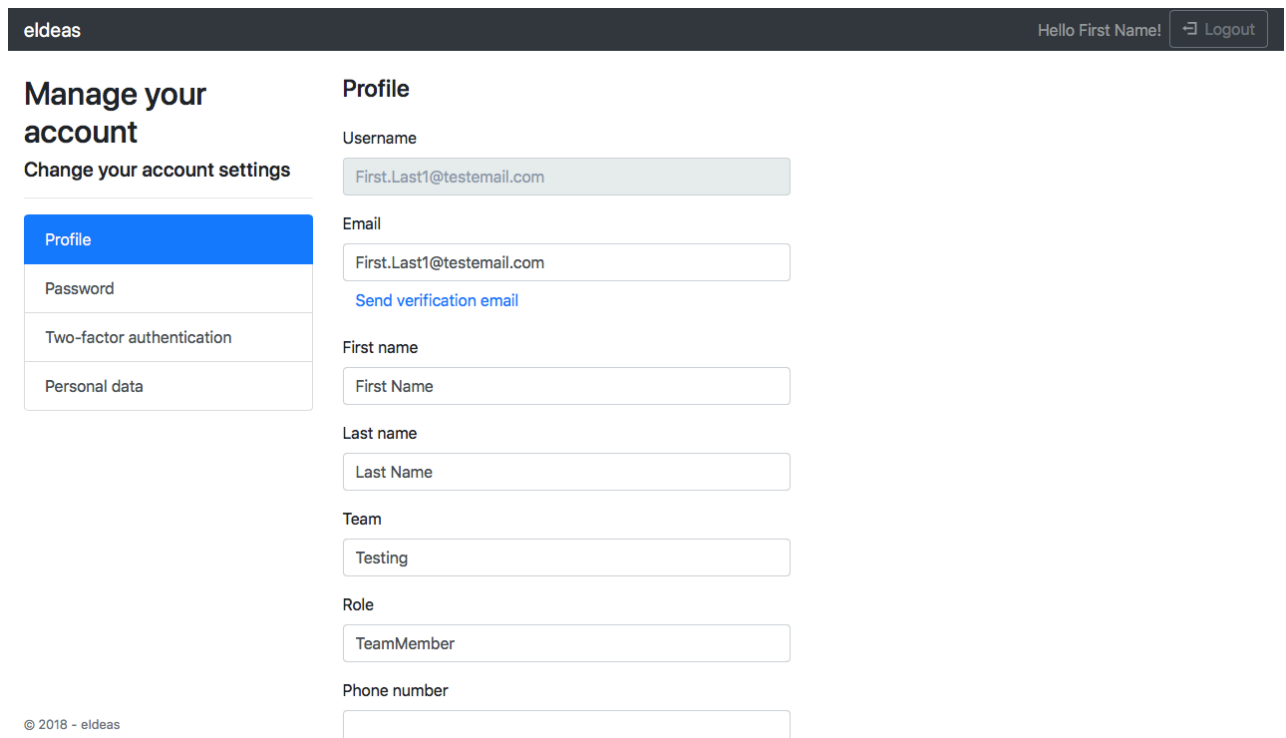 eIdeas
Hello First Name!
Logout
Manage your
account
Change your account settings
Profile
Password
Two-factor authentication
Personal data
Profile
Username
First.Last1@testemail.com
Email
First.Last1@testemail.com
Send verification email
First name
First Name
Last name
Last Name
Team
Testing
Role
TeamMember
Phone number
© 2018 - eIdeas